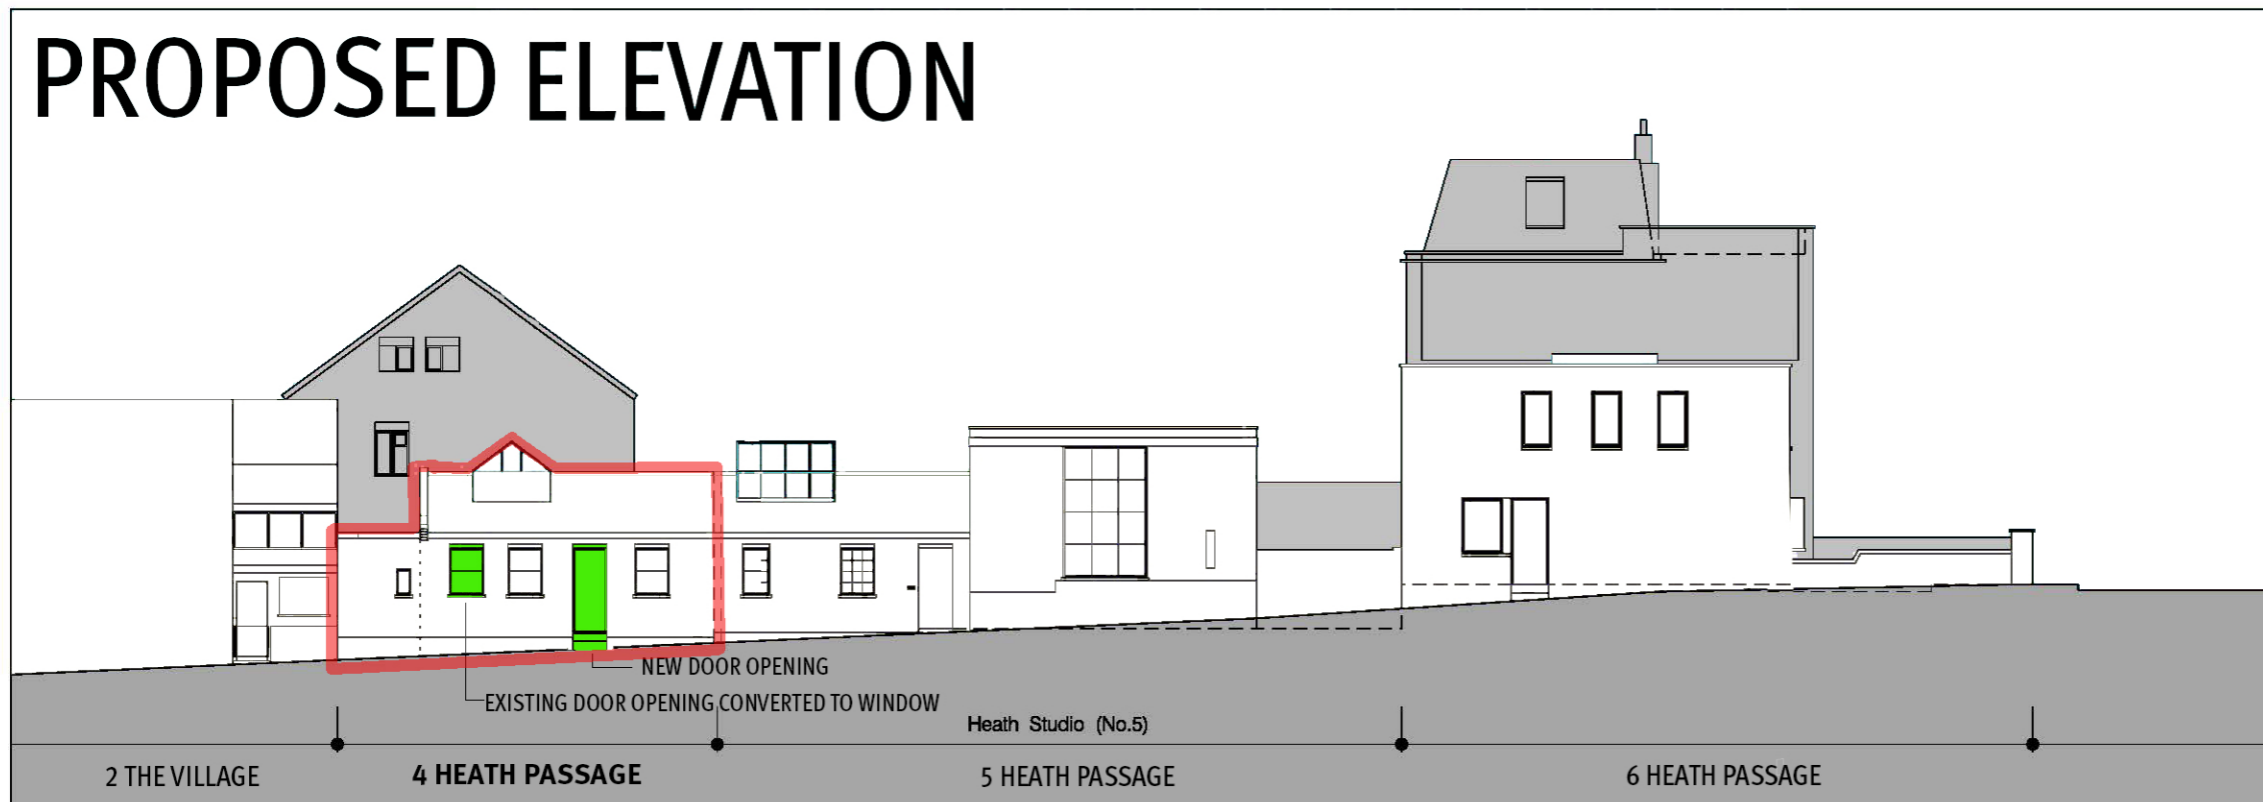 PROPOSED ELEVATION
NEW DOOR OPENING
EXISTING DOOR OPENING CONVERTED TO WINDOW
Heath Studio (No.5)
2 THE VILLAGE
4 HEATH PASSAGE
5 HEATH PASSAGE
6 HEATH PASSAGE